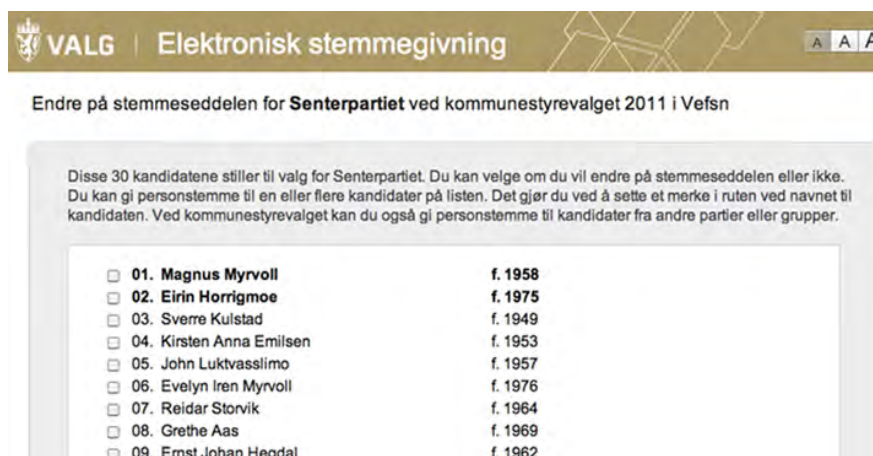 VALG | Elektronisk stemmegivning A A A
Endre på stemmeseddelen for Senterpartiet ved kommunestyrevalget 2011 i Vefsn
Disse 30 kandidatene stiller til valg for Senterpartiet. Du kan velge om du vil endre på stemmeseddelen eller ikke.
Du kan gi personstemme til en eller flere kandidater på listen. Det gjør du ved å sette et merke i ruten ved navnet til
kandidaten. Ved kommunestyrevalget kan du også gi personstemme til kandidater fra andre partier eller grupper.
01. Magnus Myrvoll f. 1958
02. Eirin Horrigmoe f. 1975
03. Sverre Kulstad f. 1949
04. Kirsten Anna Emilsen f. 1953
05. John Luktvasslimo f. 1957
06. Evelyn Iren Myrvoll f. 1976
07. Reidar Storvik f. 1964
08. Grethe Aas f. 1969
09. Ernst Johan Hegdal f. 1962